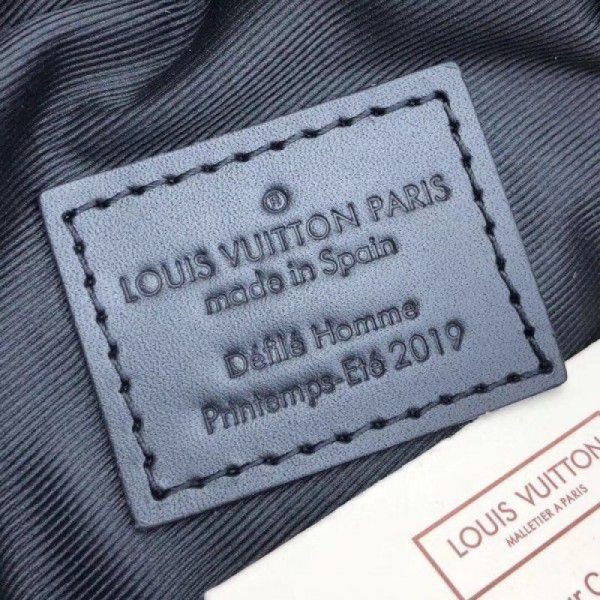 ®
LOUIS VUITTON PARIS
made in Spain
Défilé Homme
Printemps-Eté 2019
LOUIS VUITTON
MALLETIER A PARIS